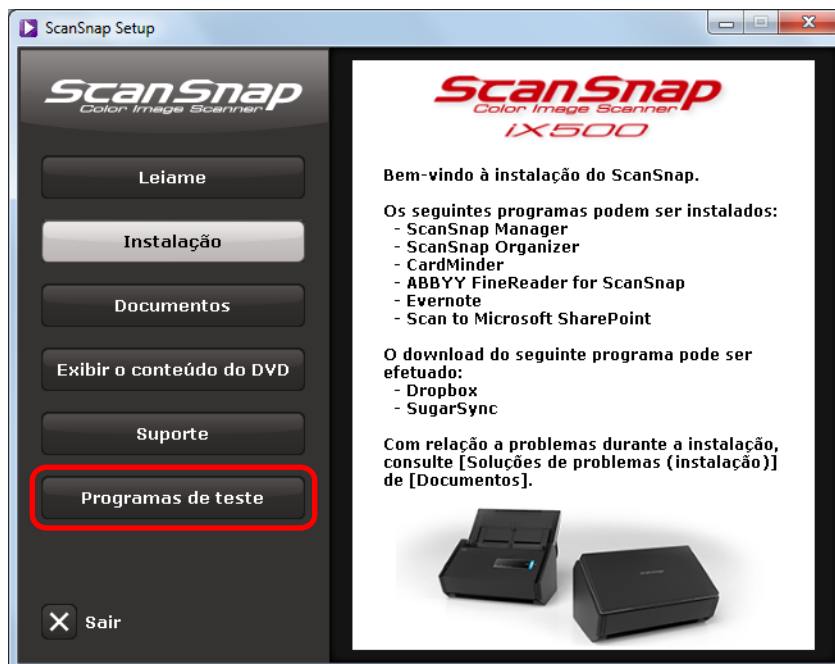 ScanSnap Setup
ScanSnap
Color Image Scanner
Leiame
Instalação
Documentos
Exibir o conteúdo do DVD
Suporte
Programas de teste
Sair
ScanSnap
Color Image Scanner
iX500
Bem-vindo à instalação do ScanSnap.
Os seguintes programas podem ser instalados:
- ScanSnap Manager
- ScanSnap Organizer
- CardMinder
- ABBYY FineReader for ScanSnap
- Evernote
- Scan to Microsoft SharePoint
O download do seguinte programa pode ser
efetuado:
- Dropbox
- SugarSync
Com relação a problemas durante a instalação,
consulte [Soluções de problemas (instalação)]
de [Documentos].